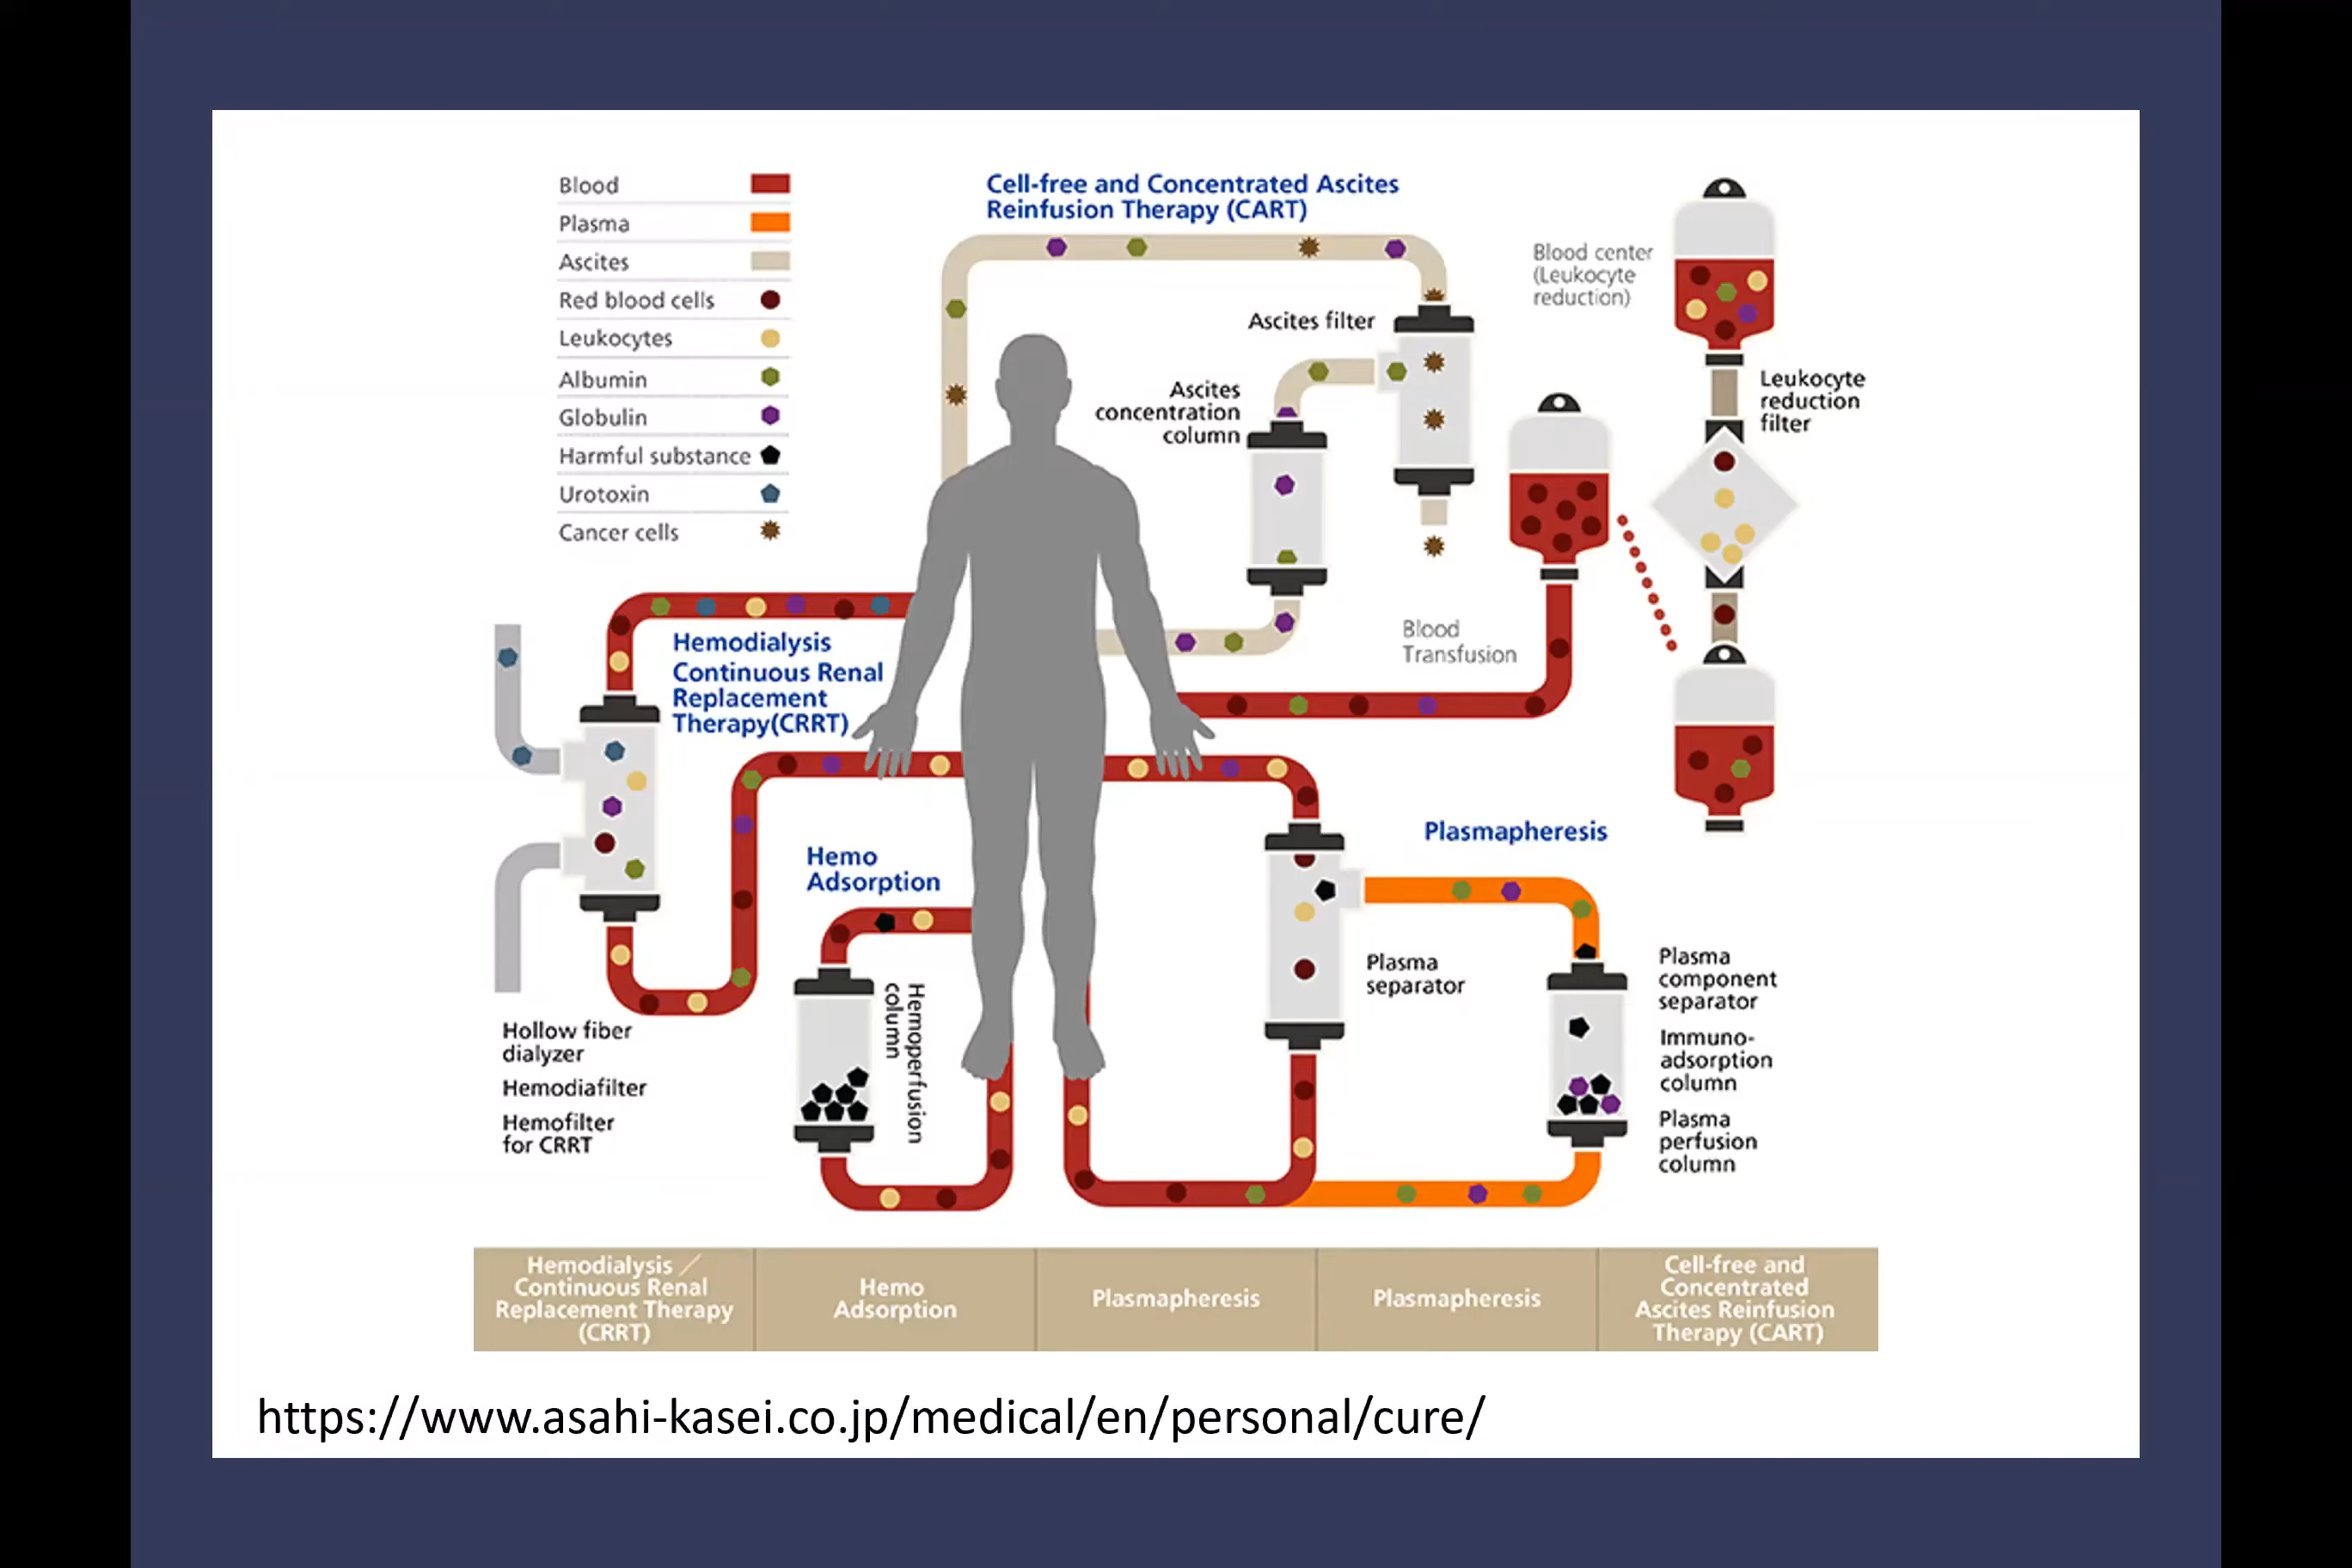 Blood
Plasma
Ascites
Red blood cells
Leukocytes
Albumin
Globulin
Harmful substance
Urotoxin
Cancer cells
Cell-free and Concentrated Ascites
Reinfusion Therapy (CART)
Ascites filter
Ascites
concentration
column
Blood center
(Leukocyte
reduction)
Leukocyte
reduction
filter
Blood
Transfusion
Hemodialysis
Continuous Renal
Replacement
Therapy(CRRT)
Hollow fiber
dialyzer
Hemodiafilter
Hemofilter
for CRRT
Hemo
Adsorption
Hemoperfusion
column
Plasmapheresis
Plasma
separator
Plasma
component
separator
Immuno-
adsorption
column
Plasma
perfusion
column
Hemodialysis ／
Continuous Renal
Replacement Therapy
(CRRT)
Hemo
Adsorption
Plasmapheresis
Plasmapheresis
Cell-free and
Concentrated
Ascites Reinfusion
Therapy (CART)
https://www.asahi-kasei.co.jp/medical/en/personal/cure/